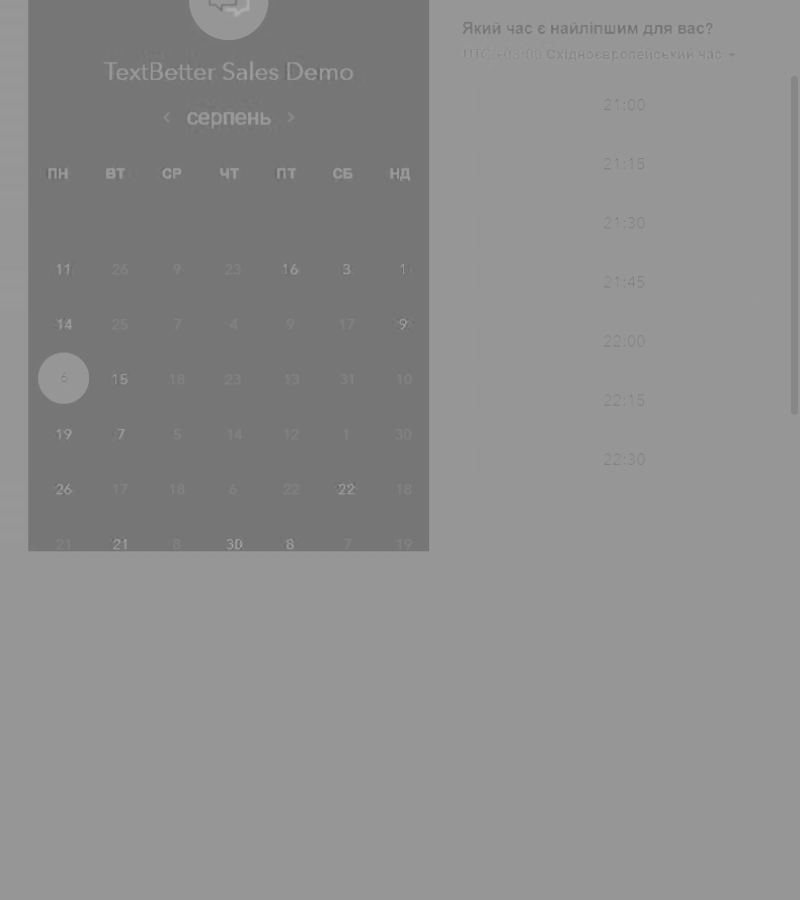 TextBetter Sales Demo
‹ серпень ›
ПН ВТ СР ЧТ ПТ СБ НД
11 26 9 23 16 3 1
14 25 7 4 9 17 9
6 15 18 23 13 31 10
19 7 5 14 12 1 30
26 17 18 6 22 22 18
21 21 8 30 8 7 19
Який час є найліпшим для вас?
UTC +03:00 Східноєвропейський час
21:00
21:15
21:30
21:45
22:00
22:15
22:30